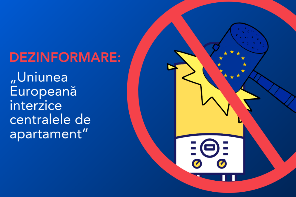 DEZINFORMARE:
„Uniunea
Europeană
interzice
centralele de
apartament”